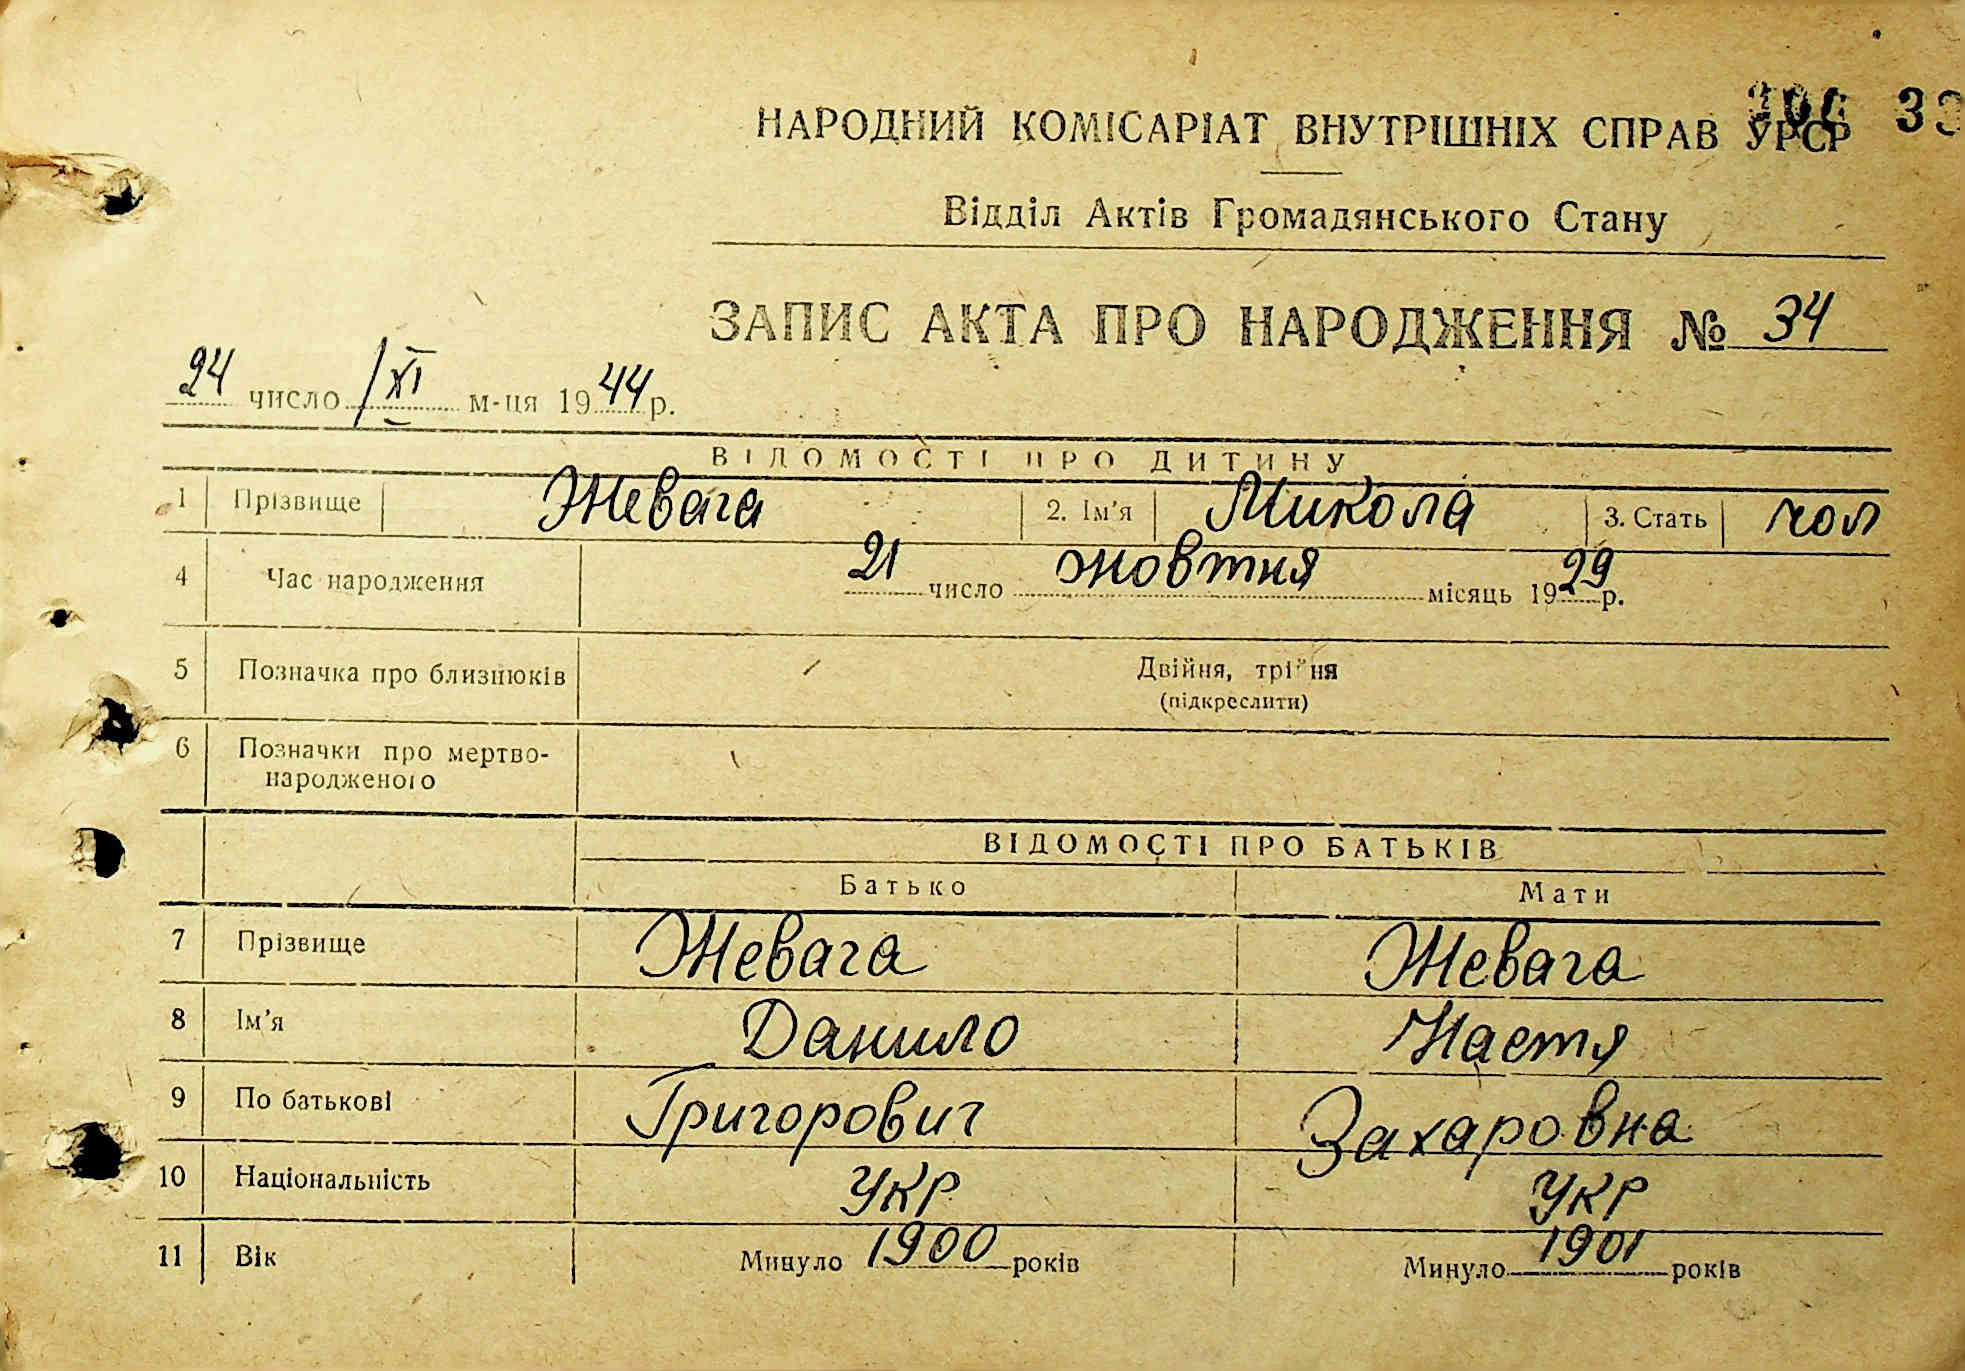 33
НАРОДНИЙ КОМІСАРІАТ ВНУТРІШНІХ СПРАВ УРСР
Відділ Актів Громадянського Стану
ЗАПИС АКТА ПРО НАРОДЖЕННЯ № 34
24 число /XI м-ця 1944 р.
ВІДОМОСТІ ПРО ДИТИНУ
1 Прізвище Жевага 2. Ім'я Микола 3. Стать чол
4 Час народження 21 число жовтня місяць 1929 р.
5 Позначка про близнюків Двійня, трійня
(підкреслити)
6 Позначки про мертво-
народженого
ВІДОМОСТІ ПРО БАТЬКІВ
Батько Мати
7 Прізвище Жевага Жевага
8 Ім'я Данило Настя
9 По батькові Григорович Захаровна
10 Національність УКР УКР
11 Вік Минуло 1900 років Минуло 1901 років